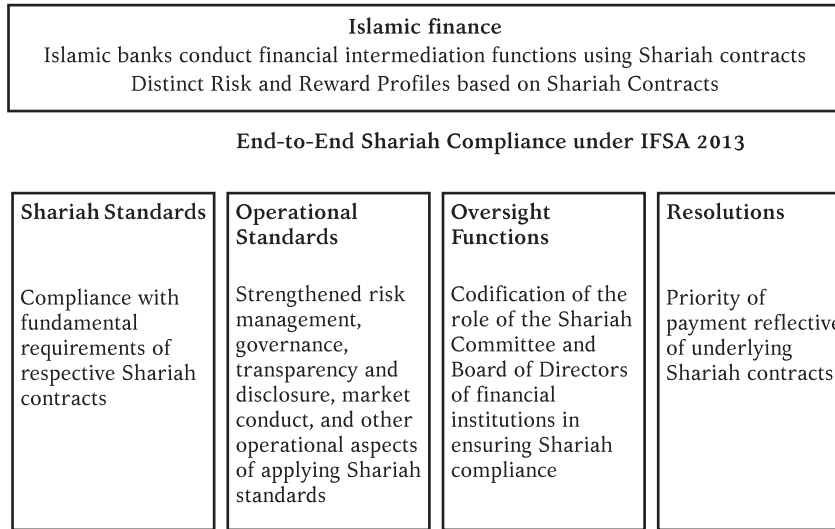 Islamic finance
Islamic banks conduct financial intermediation functions using Shariah contracts
Distinct Risk and Reward Profiles based on Shariah Contracts
End-to-End Shariah Compliance under IFSA 2013
Shariah Standards
Compliance with
fundamental
requirements of
respective Shariah
contracts
Operational
Standards
Strengthened risk
management,
governance,
transparency and
disclosure, market
conduct, and other
operational aspects
of applying Shariah
standards
Oversight
Functions
Codification of the
role of the Shariah
Committee and
Board of Directors
of financial
institutions in
ensuring Shariah
compliance
Resolutions
Priority of
payment reflective
of underlying
Shariah contracts